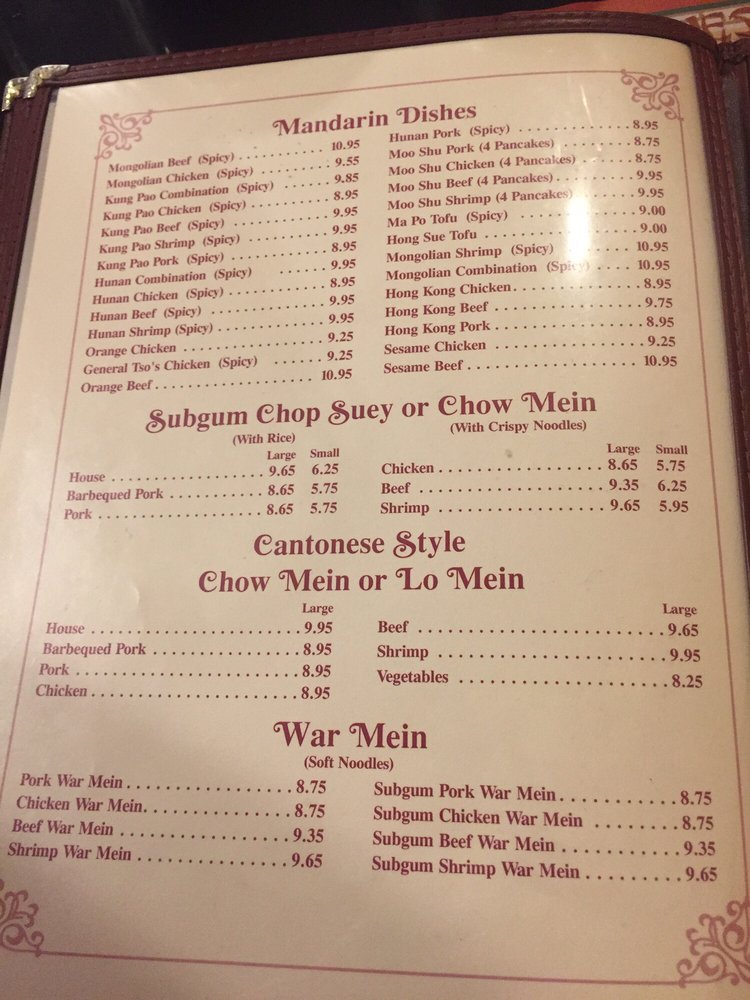 Mandarin Dishes
Mongolian Beef (Spicy) . . . . . . . . . . 10.95
Mongolian Chicken (Spicy) . . . . . . . . 9.55
Kung Pao Combination (Spicy) . . . . . . 9.85
Kung Pao Chicken (Spicy) . . . . . . . . . 8.95
Kung Pao Beef (Spicy) . . . . . . . . . . . 9.95
Kung Pao Shrimp (Spicy) . . . . . . . . . 9.95
Kung Pao Pork (Spicy) . . . . . . . . . . . 8.95
Hunan Combination (Spicy) . . . . . . . . 9.95
Hunan Chicken (Spicy) . . . . . . . . . . . 8.95
Hunan Beef (Spicy) . . . . . . . . . . . . . 9.95
Hunan Shrimp (Spicy) . . . . . . . . . . . . 9.95
Orange Chicken . . . . . . . . . . . . . . . . 9.25
General Tso's Chicken (Spicy) . . . . . . 9.25
Orange Beef . . . . . . . . . . . . . . . . . . 10.95
Hunan Pork (Spicy) . . . . . . . . . . . . . 8.95
Moo Shu Pork (4 Pancakes) . . . . . . . . 8.75
Moo Shu Chicken (4 Pancakes) . . . . . . 8.75
Moo Shu Beef (4 Pancakes) . . . . . . . . 9.95
Moo Shu Shrimp (4 Pancakes) . . . . . . 9.95
Ma Po Tofu (Spicy) . . . . . . . . . . . . . 9.00
Hong Sue Tofu . . . . . . . . . . . . . . . . 9.00
Mongolian Shrimp (Spicy) . . . . . . . . 10.95
Mongolian Combination (Spicy) . . . . 10.95
Hong Kong Chicken . . . . . . . . . . . . . 8.95
Hong Kong Beef . . . . . . . . . . . . . . . 9.75
Hong Kong Pork . . . . . . . . . . . . . . . 8.95
Sesame Chicken . . . . . . . . . . . . . . . 9.25
Sesame Beef . . . . . . . . . . . . . . . . . 10.95
Subgum Chop Suey or Chow Mein
(With Rice) (With Crispy Noodles)
Large Small
House . . . . . . . . . . . . . . . . . 9.65 6.25
Barbequed Pork . . . . . . . . . . 8.65 5.75
Pork . . . . . . . . . . . . . . . . . . 8.65 5.75
Large Small
Chicken . . . . . . . . . . . . . . . . . 8.65 5.75
Beef . . . . . . . . . . . . . . . . . . . 9.35 6.25
Shrimp . . . . . . . . . . . . . . . . . 9.65 5.95
Cantonese Style
Chow Mein or Lo Mein
Large
House . . . . . . . . . . . . . . . . . . . . . . . 9.95
Barbequed Pork . . . . . . . . . . . . . . . . 8.95
Pork . . . . . . . . . . . . . . . . . . . . . . . . 8.95
Chicken . . . . . . . . . . . . . . . . . . . . . 8.95
Large
Beef . . . . . . . . . . . . . . . . . . . . . . . . 9.65
Shrimp . . . . . . . . . . . . . . . . . . . . . . 9.95
Vegetables . . . . . . . . . . . . . . . . . . . . 8.25
War Mein
(Soft Noodles)
Pork War Mein . . . . . . . . . . . . . . . . 8.75
Chicken War Mein. . . . . . . . . . . . . . 8.75
Beef War Mein . . . . . . . . . . . . . . . . 9.35
Shrimp War Mein . . . . . . . . . . . . . . 9.65
Subgum Pork War Mein . . . . . . . . . . . 8.75
Subgum Chicken War Mein . . . . . . . . 8.75
Subgum Beef War Mein . . . . . . . . . . . 9.35
Subgum Shrimp War Mein . . . . . . . . . 9.65